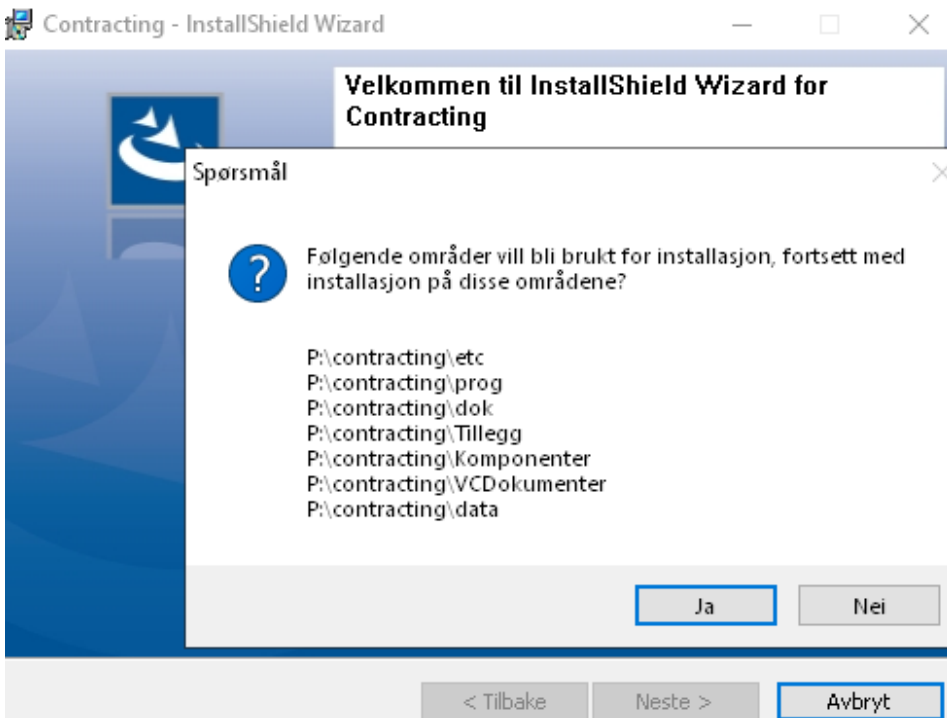 Contracting - InstallShield Wizard
Velkommen til InstallShield Wizard for
Contracting
Spørsmål
Følgende områder vill bli brukt for installasjon, fortsett med
installasjon på disse områdene?
P:\contracting\etc
P:\contracting\prog
P:\contracting\dok
P:\contracting\Tillegg
P:\contracting\Komponenter
P:\contracting\VCDokumenter
P:\contracting\data
Ja Nei
< Tilbake Neste > Avbryt